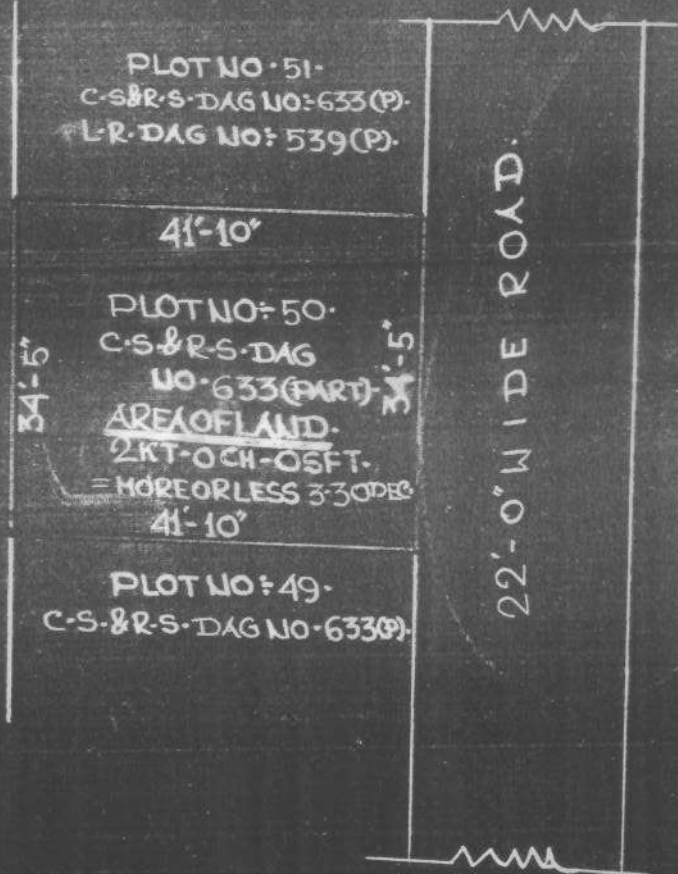 PLOT NO·51·
C·S&R·S·DAG NO:-633(P)·
L·R·DAG NO:- 539(P)·
41'-10"
PLOT NO:-50·
C·S·&R·S·DAG
NO·633(PART)·
34'-5"
34'-5"
AREA OF LAND·
2KT-0CH-0SFT·
=MORE OR LESS 3·30DEC·
41'-10"
PLOT NO:-49·
C·S·&R·S·DAG NO·633(P)·
22'-0" WIDE ROAD·